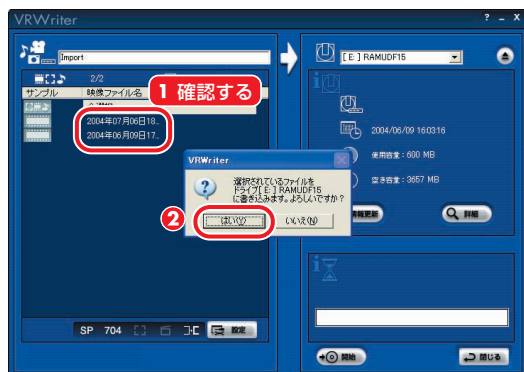 VRWriter
? - X
Import
[ E: ] RAMUDF15
2/2
サンプル 映像ファイル名
1 確認する
2004年07月06日18..
2004年06月09日17..
2004/06/09 16:03:16
使用容量 : 600 MB
空き容量 : 3657 MB
情報更新
詳細
VRWriter
選択されているファイルを
ドライブ[ E: ] RAMUDF15
に書き込みます。よろしいですか？
2
はい(Y)
いいえ(N)
SP 704
設定
開始
閉じる